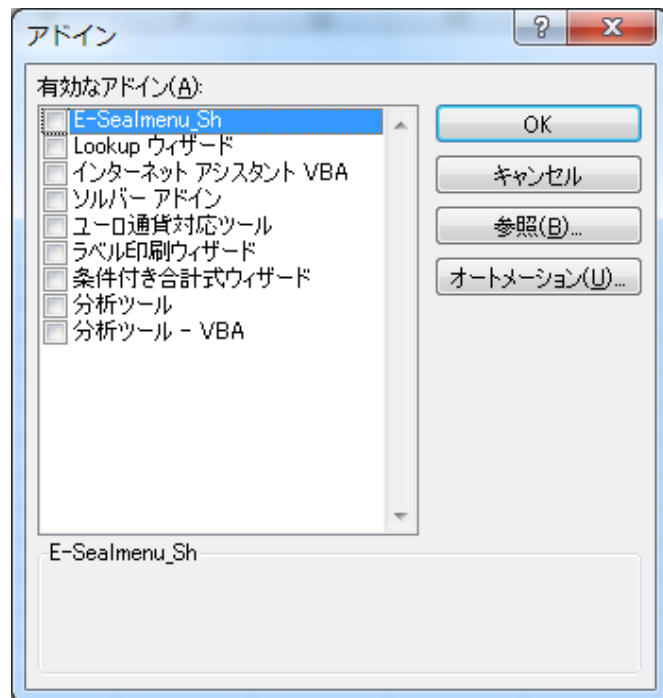 アドイン
有効なアドイン(A):
E-Sealmenu_Sh
Lookup ウィザード
インターネット アシスタント VBA
ソルバー アドイン
ユーロ通貨対応ツール
ラベル印刷ウィザード
条件付き合計式ウィザード
分析ツール
分析ツール - VBA
OK
キャンセル
参照(B)...
オートメーション(U)...
E-Sealmenu_Sh